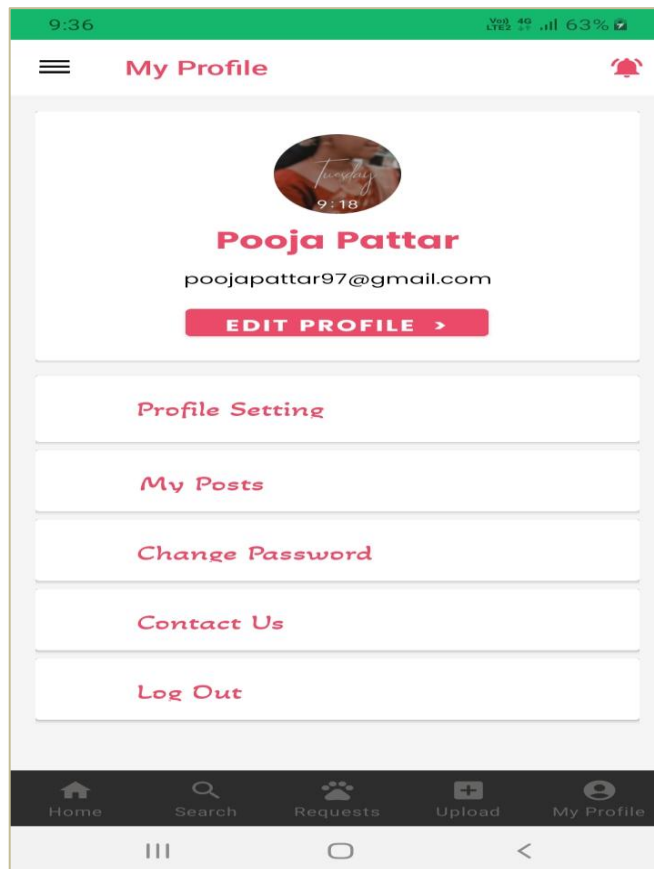 9:36 Vo)) LTE2 4G 63%
My Profile
Tuesday
9:18
Pooja Pattar
poojapattar97@gmail.com
EDIT PROFILE >
Profile Setting
My Posts
Change Password
Contact Us
Log Out
Home Search Requests Upload My Profile